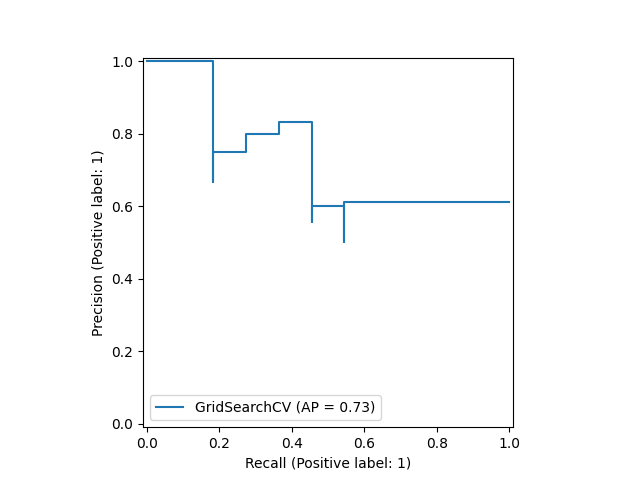 1.0
0.8
0.6
0.4
0.2
0.0
Precision (Positive label: 1)
GridSearchCV (AP = 0.73)
0.0 0.2 0.4 0.6 0.8 1.0
Recall (Positive label: 1)